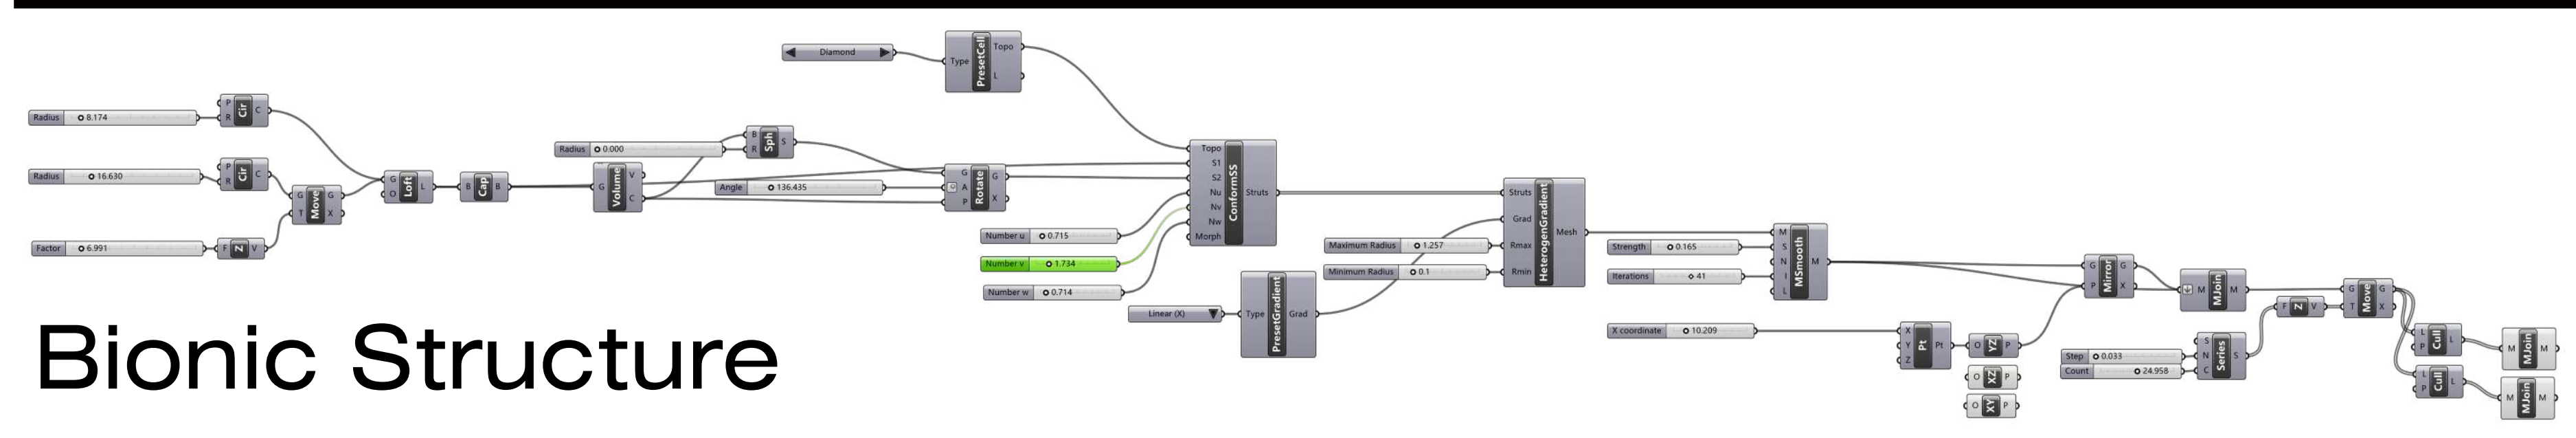 Diamond
Type PresetCell Topo L
Radius 8.174
P R Cir C
Radius 16.630
P R Cir C
Factor 6.991
F Z V
G T Move G X
G O Loft L
B Cap B
Radius 0.000
B R Sph S
G Volume V C
Angle 136.435
G A P Rotate G X
Topo S1 S2 Nu Nv Nw Morph ConformSS Struts
Number u 0.715
Number v 1.734
Number w 0.714
Linear (X)
Type PresetGradient Grad
Maximum Radius 1.257
Minimum Radius 0.1
Struts Grad Rmax Rmin HeterogenGradient Mesh
Strength 0.165
Iterations 41
M S N I L MSmooth M
X coordinate 10.209
X Y Z Pt Pt
O YZ P
O XZ P
O XY P
G P Mirror G X
M MJoin M
Step 0.033
Count 24.958
S N C Series S
F Z V
G T Move G X
L P Cull L
L P Cull L
M MJoin M
M MJoin M
Bionic Structure